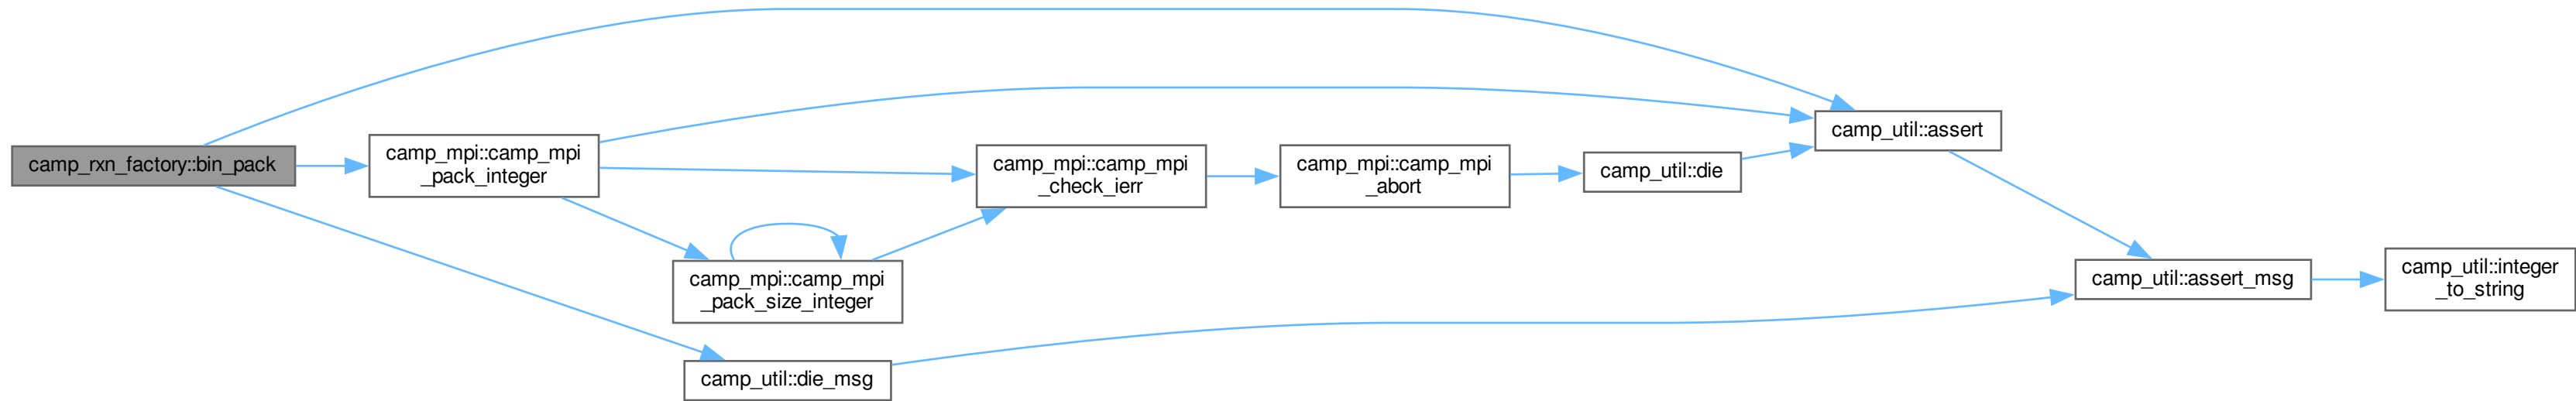 camp_rxn_factory::bin_pack
camp_mpi::camp_mpi
_pack_integer
camp_mpi::camp_mpi
_pack_size_integer
camp_util::die_msg
camp_mpi::camp_mpi
_check_ierr
camp_mpi::camp_mpi
_abort
camp_util::die
camp_util::assert
camp_util::assert_msg
camp_util::integer
_to_string